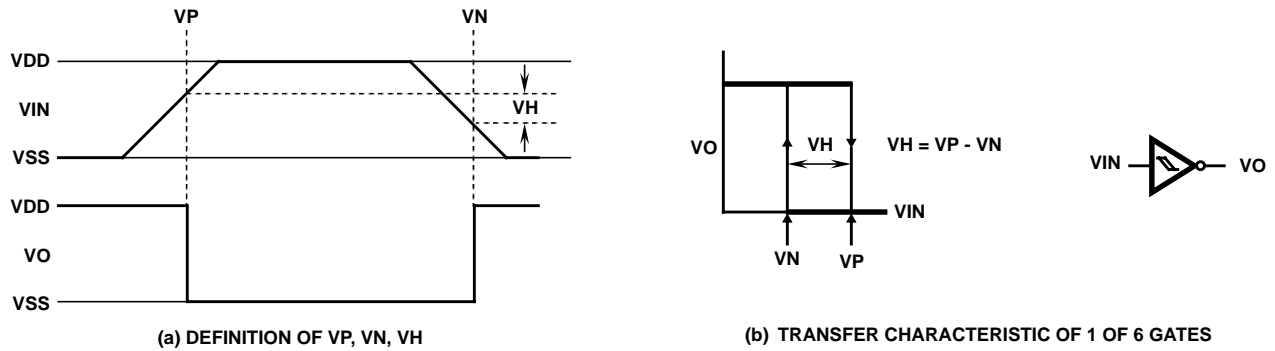 VP
VN
VDD
VIN
VH
VSS
VDD
VO
VSS
(a) DEFINITION OF VP, VN, VH
VO
VH
VH = VP - VN
VIN
VN
VP
VIN
VO
(b) TRANSFER CHARACTERISTIC OF 1 OF 6 GATES